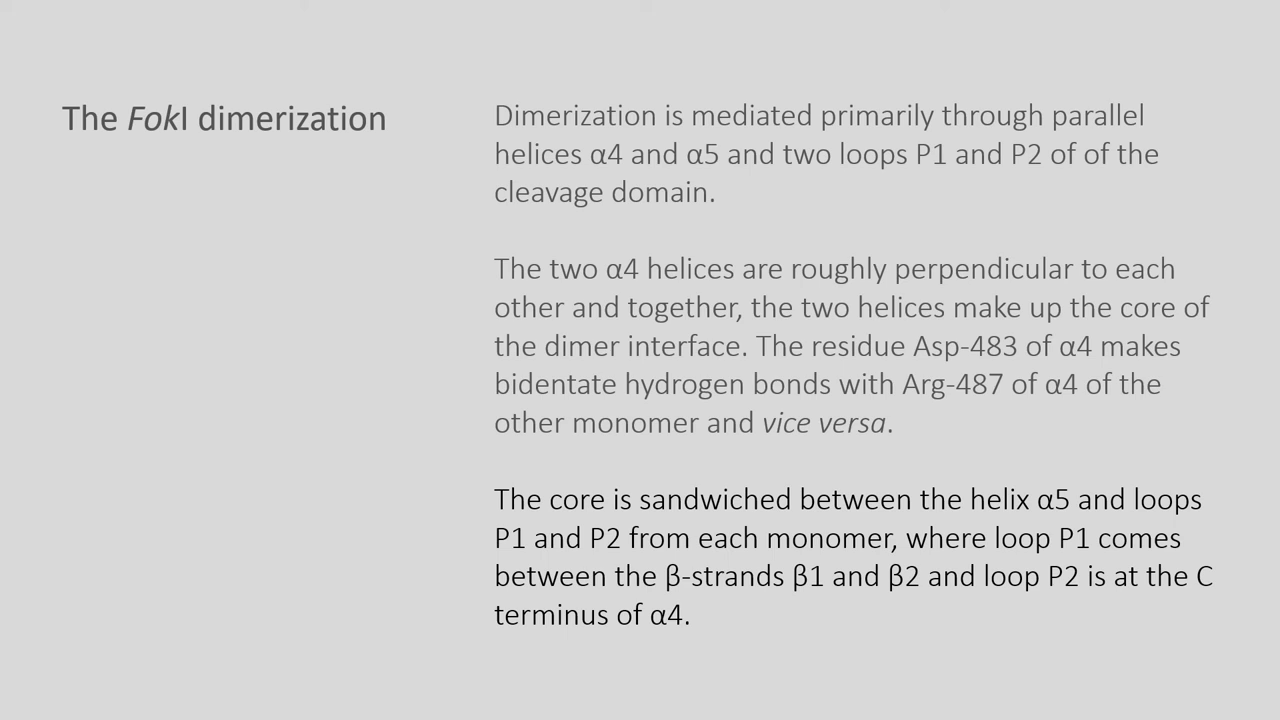 The FokI dimerization
Dimerization is mediated primarily through parallel
helices α4 and α5 and two loops P1 and P2 of of the
cleavage domain.
The two α4 helices are roughly perpendicular to each
other and together, the two helices make up the core of
the dimer interface. The residue Asp-483 of α4 makes
bidentate hydrogen bonds with Arg-487 of α4 of the
other monomer and vice versa.
The core is sandwiched between the helix α5 and loops
P1 and P2 from each monomer, where loop P1 comes
between the β-strands β1 and β2 and loop P2 is at the C
terminus of α4.